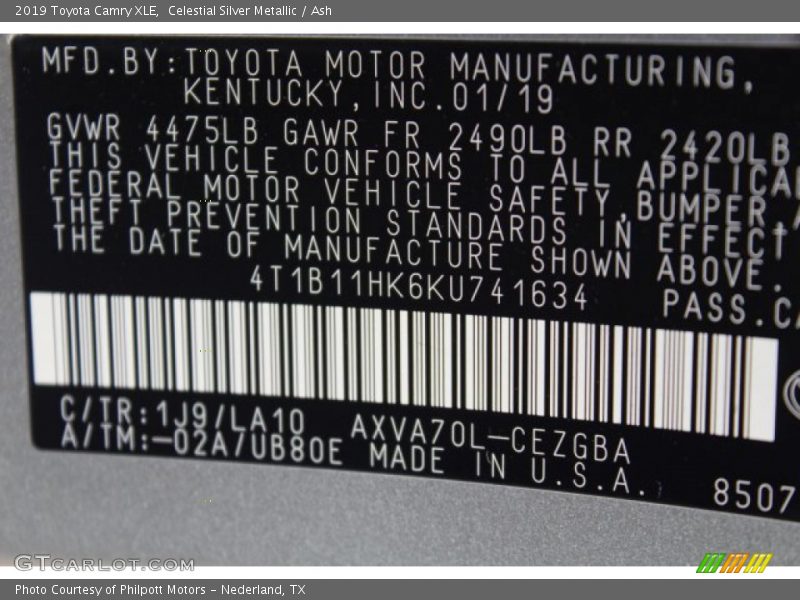 2019 Toyota Camry XLE,  Celestial Silver Metallic / Ash
MFD.BY:TOYOTA MOTOR MANUFACTURING,
KENTUCKY,INC.01/19
GVWR 4475LB GAWR FR 2490LB RR 2420LB
THIS VEHICLE CONFORMS TO ALL
FEDERAL MOTOR VEHICLE SAFETY,BUMPER
THEFT PREVENTION STANDARDS IN EFFECT
THE DATE OF MANUFACTURE SHOWN ABOVE.
4T1B11HK6KU741634 PASS.
C/TR:1J9/LA10 AXVA70L-CEZGBA
A/TM:-02A/UB80E MADE IN U.S.A.
8507
GTcarlot.com
Photo Courtesy of Philpott Motors - Nederland, TX